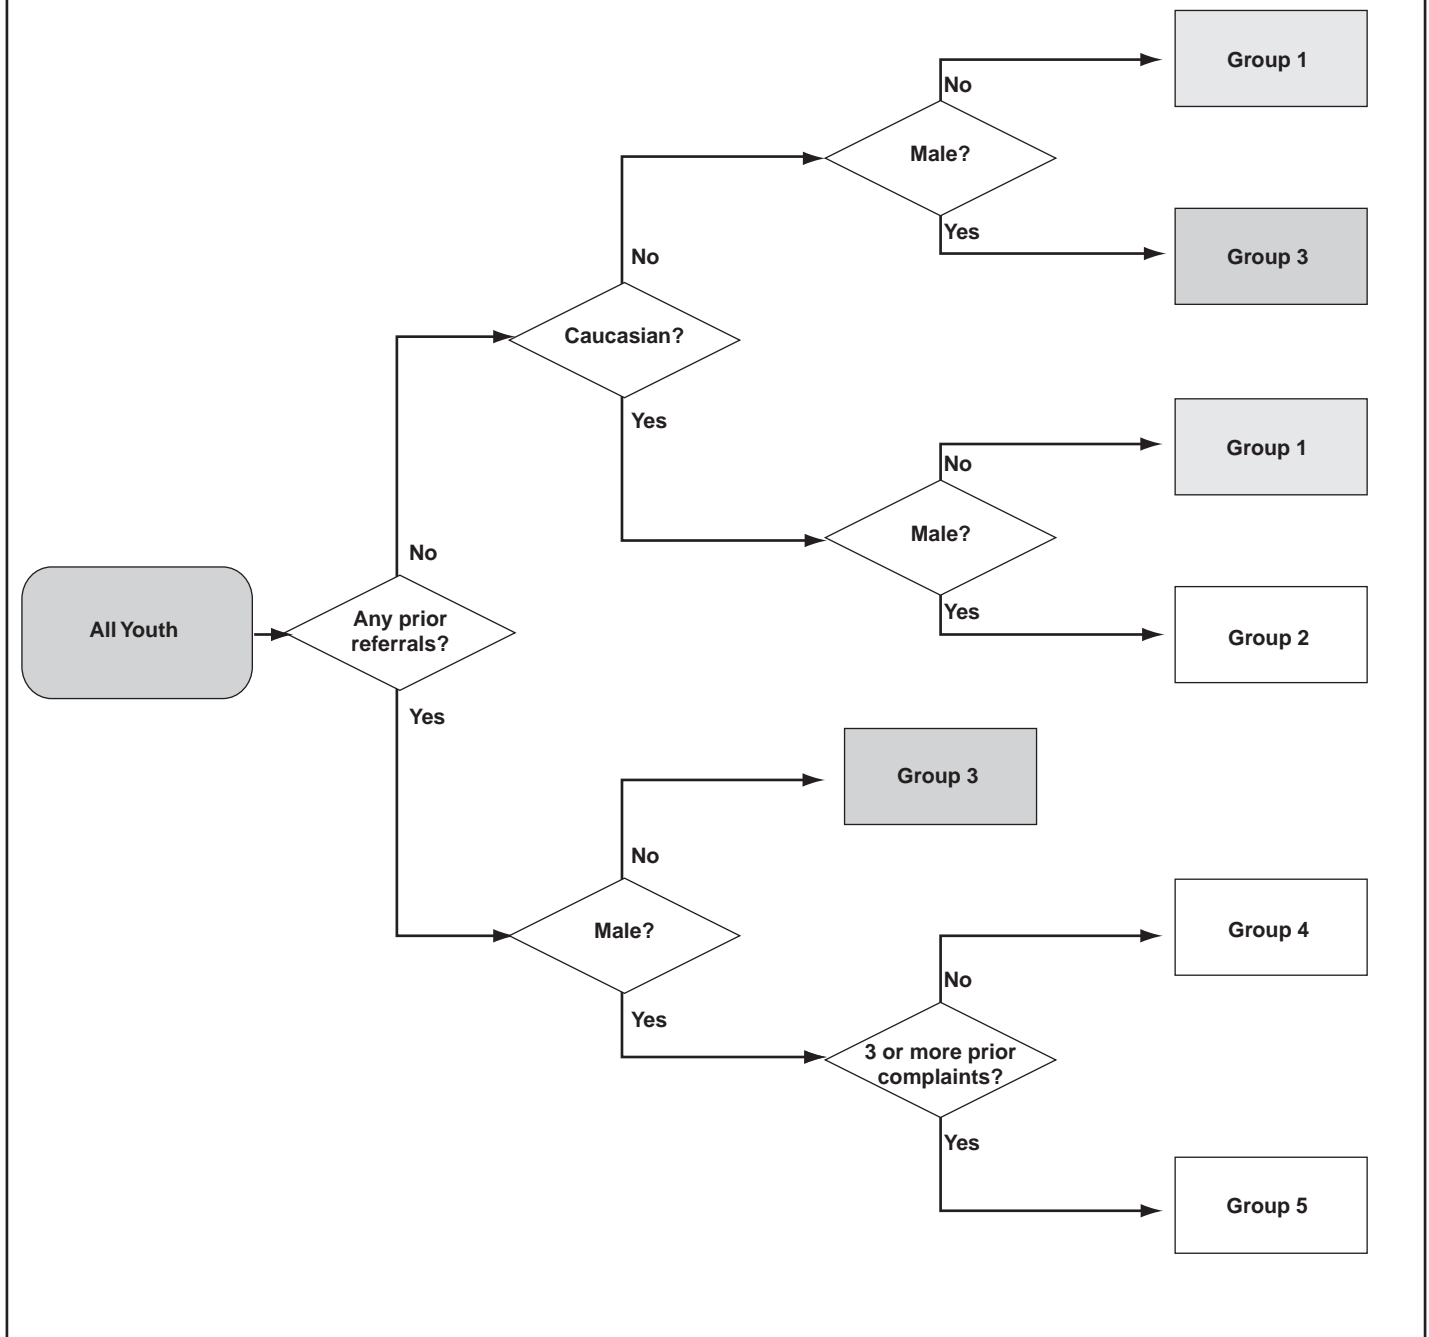 Group 1
No
Male?
Yes
Group 3
No
Caucasian?
Yes
Group 1
No
Male?
Yes
Group 2
No
All Youth
Any prior
referrals?
Yes
Group 3
No
Male?
Yes
Group 4
No
3 or more prior
complaints?
Yes
Group 5